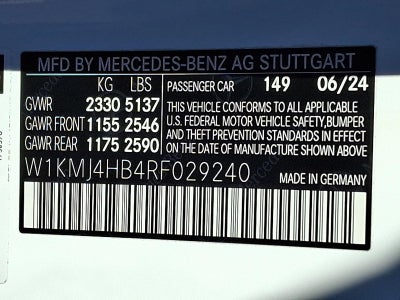 MFD BY MERCEDES-BENZ AG STUTTGART
KG LBS
GVWR 2330 5137
GAWR FRONT 1155 2546
GAWR REAR 1175 2590
PASSENGER CAR 149 06/24
THIS VEHICLE CONFORMS TO ALL APPLICABLE
U.S. FEDERAL MOTOR VEHICLE SAFETY,BUMPER
AND THEFT PREVENTION STANDARDS IN EFFECT
ON THE DATE OF MANUFACTURE SHOWN ABOVE.
W1KMJ4HB4RF029240 MADE IN GERMANY